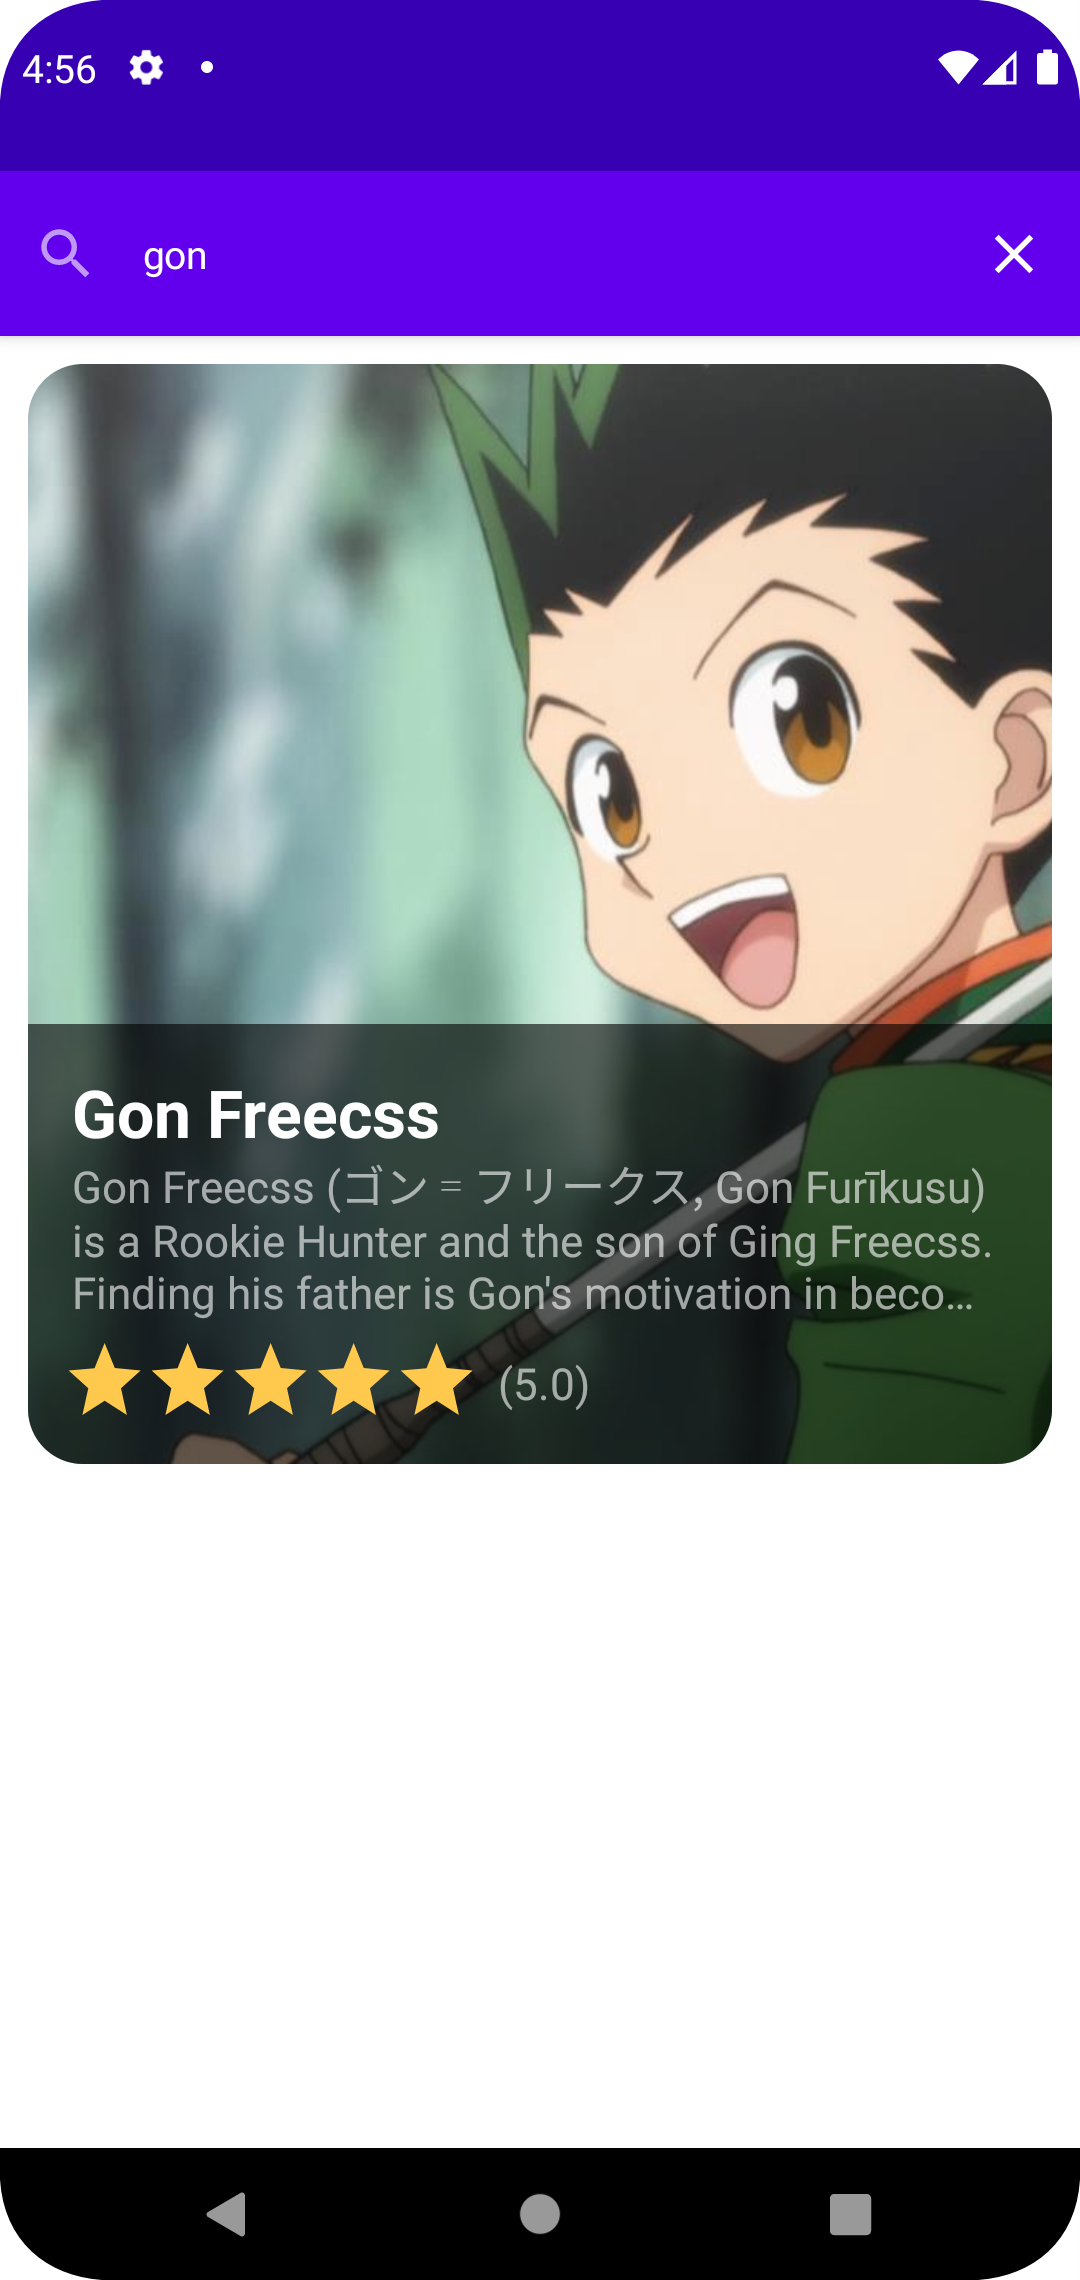 4:56
gon
Gon Freecss
Gon Freecss (ゴン = フリークス, Gon Furīkusu)
is a Rookie Hunter and the son of Ging Freecss.
Finding his father is Gon's motivation in beco…
(5.0)